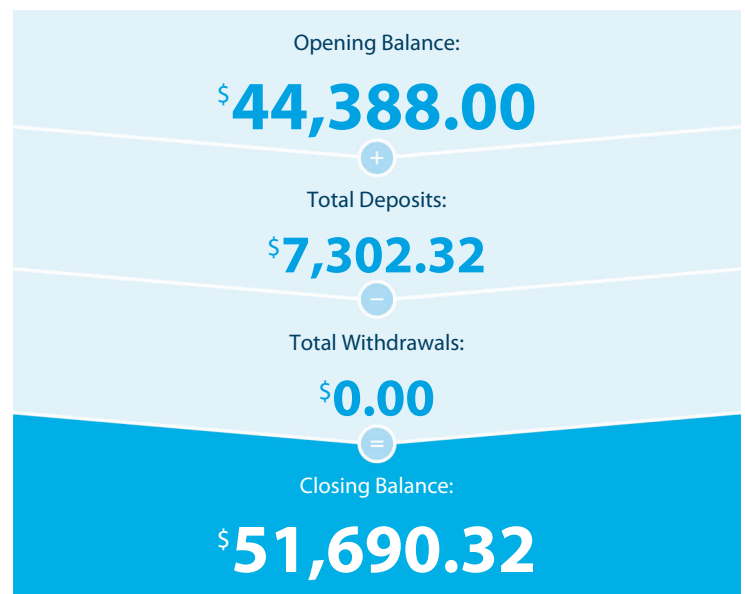 Opening Balance:
$44,388.00
+
Total Deposits:
$7,302.32
−
Total Withdrawals:
$0.00
=
Closing Balance:
$51,690.32